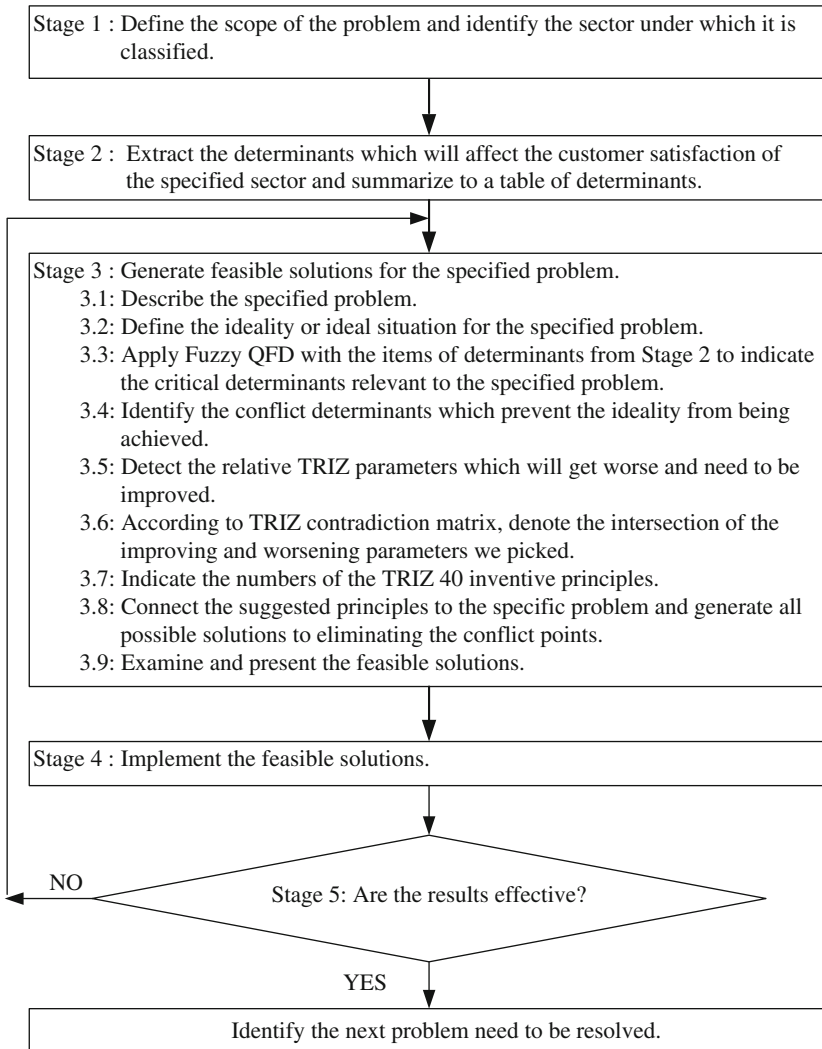 Stage 1 : Define the scope of the problem and identify the sector under which it is
classified.
Stage 2 : Extract the determinants which will affect the customer satisfaction of
the specified sector and summarize to a table of determinants.
Stage 3 : Generate feasible solutions for the specified problem.
3.1: Describe the specified problem.
3.2: Define the ideality or ideal situation for the specified problem.
3.3: Apply Fuzzy QFD with the items of determinants from Stage 2 to indicate
the critical determinants relevant to the specified problem.
3.4: Identify the conflict determinants which prevent the ideality from being
achieved.
3.5: Detect the relative TRIZ parameters which will get worse and need to be
improved.
3.6: According to TRIZ contradiction matrix, denote the intersection of the
improving and worsening parameters we picked.
3.7: Indicate the numbers of the TRIZ 40 inventive principles.
3.8: Connect the suggested principles to the specific problem and generate all
possible solutions to eliminating the conflict points.
3.9: Examine and present the feasible solutions.
Stage 4 : Implement the feasible solutions.
NO
Stage 5: Are the results effective?
YES
Identify the next problem need to be resolved.